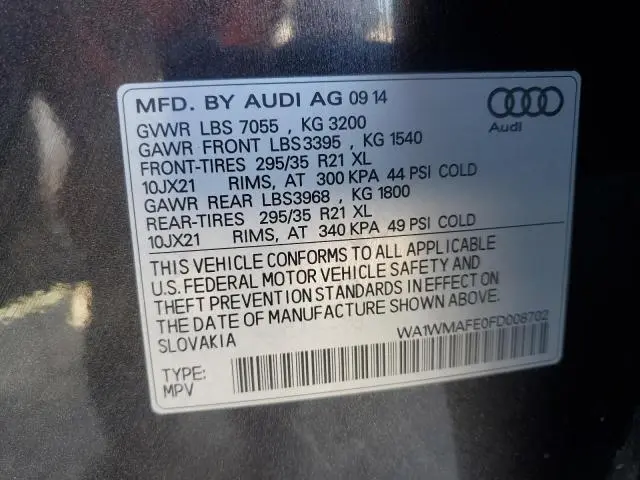 MFD. BY AUDI AG 09 14
Audi
GVWR LBS 7055 , KG 3200
GAWR FRONT LBS3395 , KG 1540
FRONT-TIRES 295/35 R21 XL
10JX21 RIMS, AT 300 KPA 44 PSI COLD
GAWR REAR LBS3968 , KG 1800
REAR-TIRES 295/35 R21 XL
10JX21 RIMS, AT 340 KPA 49 PSI COLD
THIS VEHICLE CONFORMS TO ALL APPLICABLE
U.S. FEDERAL MOTOR VEHICLE SAFETY AND
THEFT PREVENTION STANDARDS IN EFFECT ON
THE DATE OF MANUFACTURE SHOWN ABOVE.
SLOVAKIA
WA1WMAFE0FD008702
TYPE:
MPV